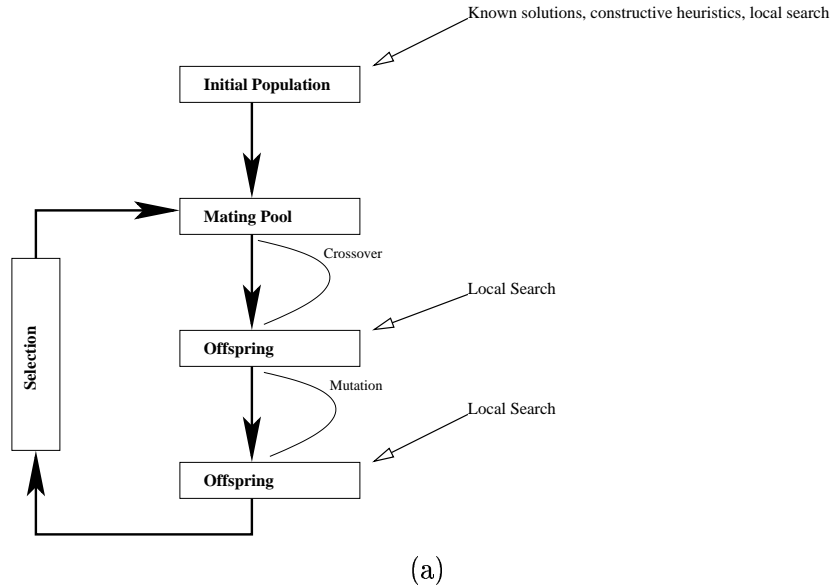 Known solutions, constructive heuristics, local search
Initial Population
Mating Pool
Crossover
Local Search
Offspring
Selection
Mutation
Local Search
Offspring
(a)